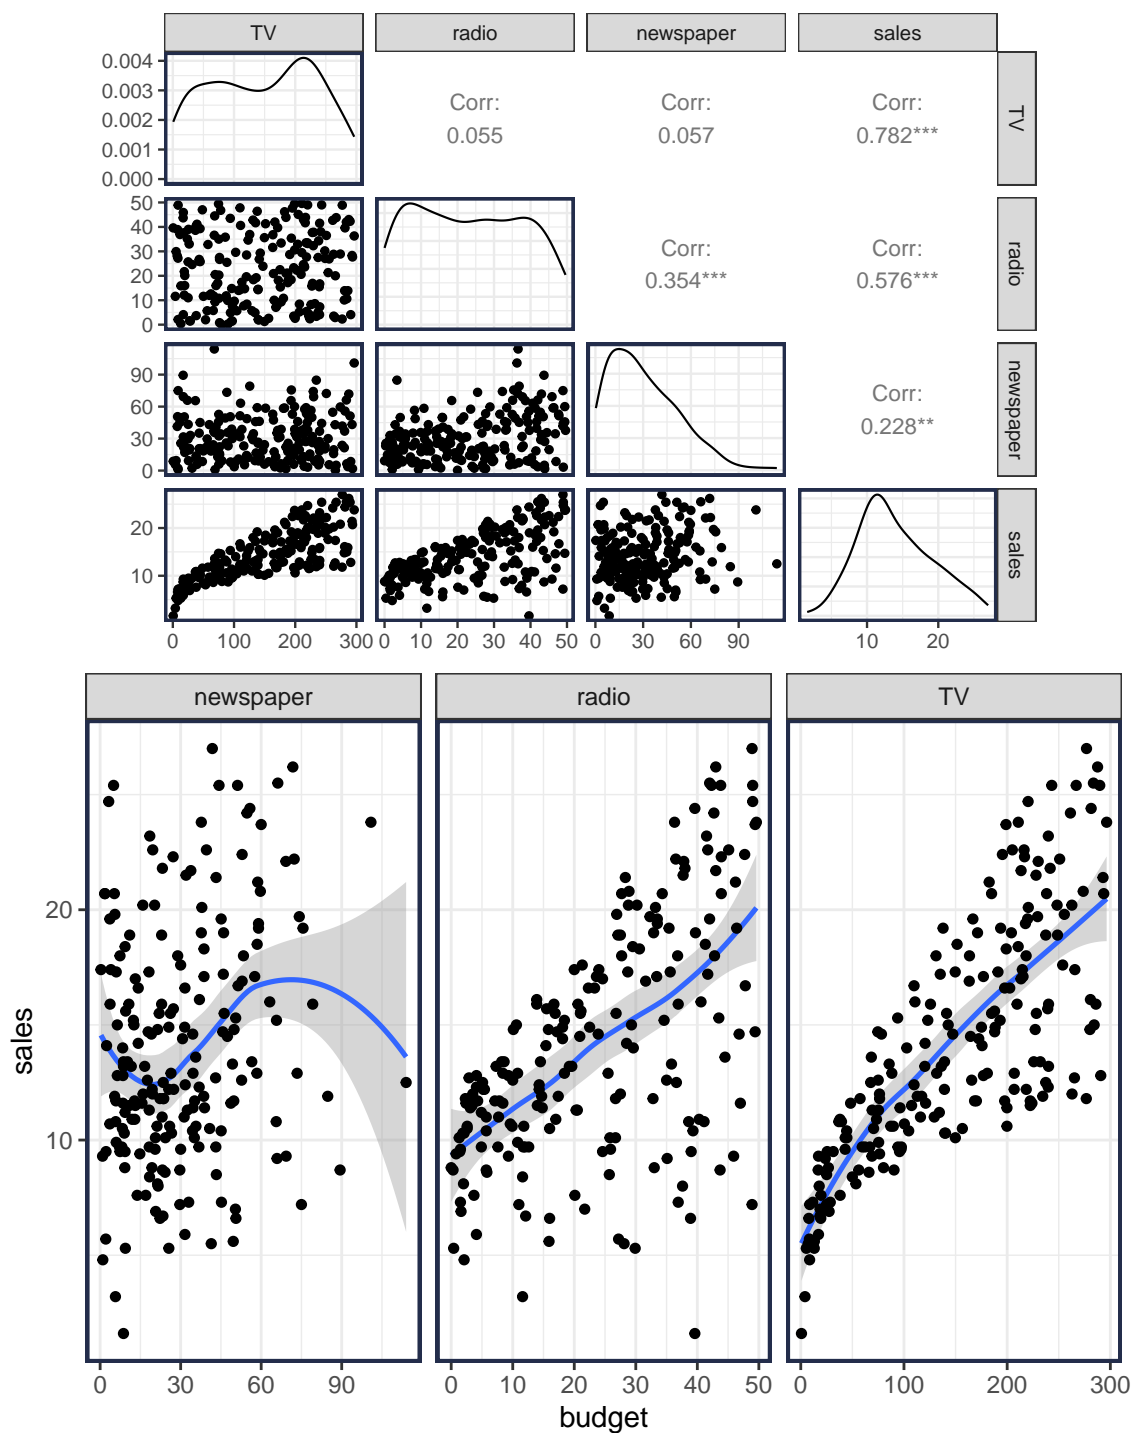 TV radio newspaper sales
0.004
0.003
0.002
0.001
0.000
Corr:
0.055
Corr:
0.057
Corr:
0.782***
TV
50
40
30
20
10
0
Corr:
0.354***
Corr:
0.576***
radio
90
60
30
0
Corr:
0.228**
newspaper
20
10
sales
0 100 200 300 0 10 20 30 40 50 0 30 60 90 10 20
newspaper radio TV
sales
20
10
0 30 60 90 0 10 20 30 40 50 0 100 200 300
budget